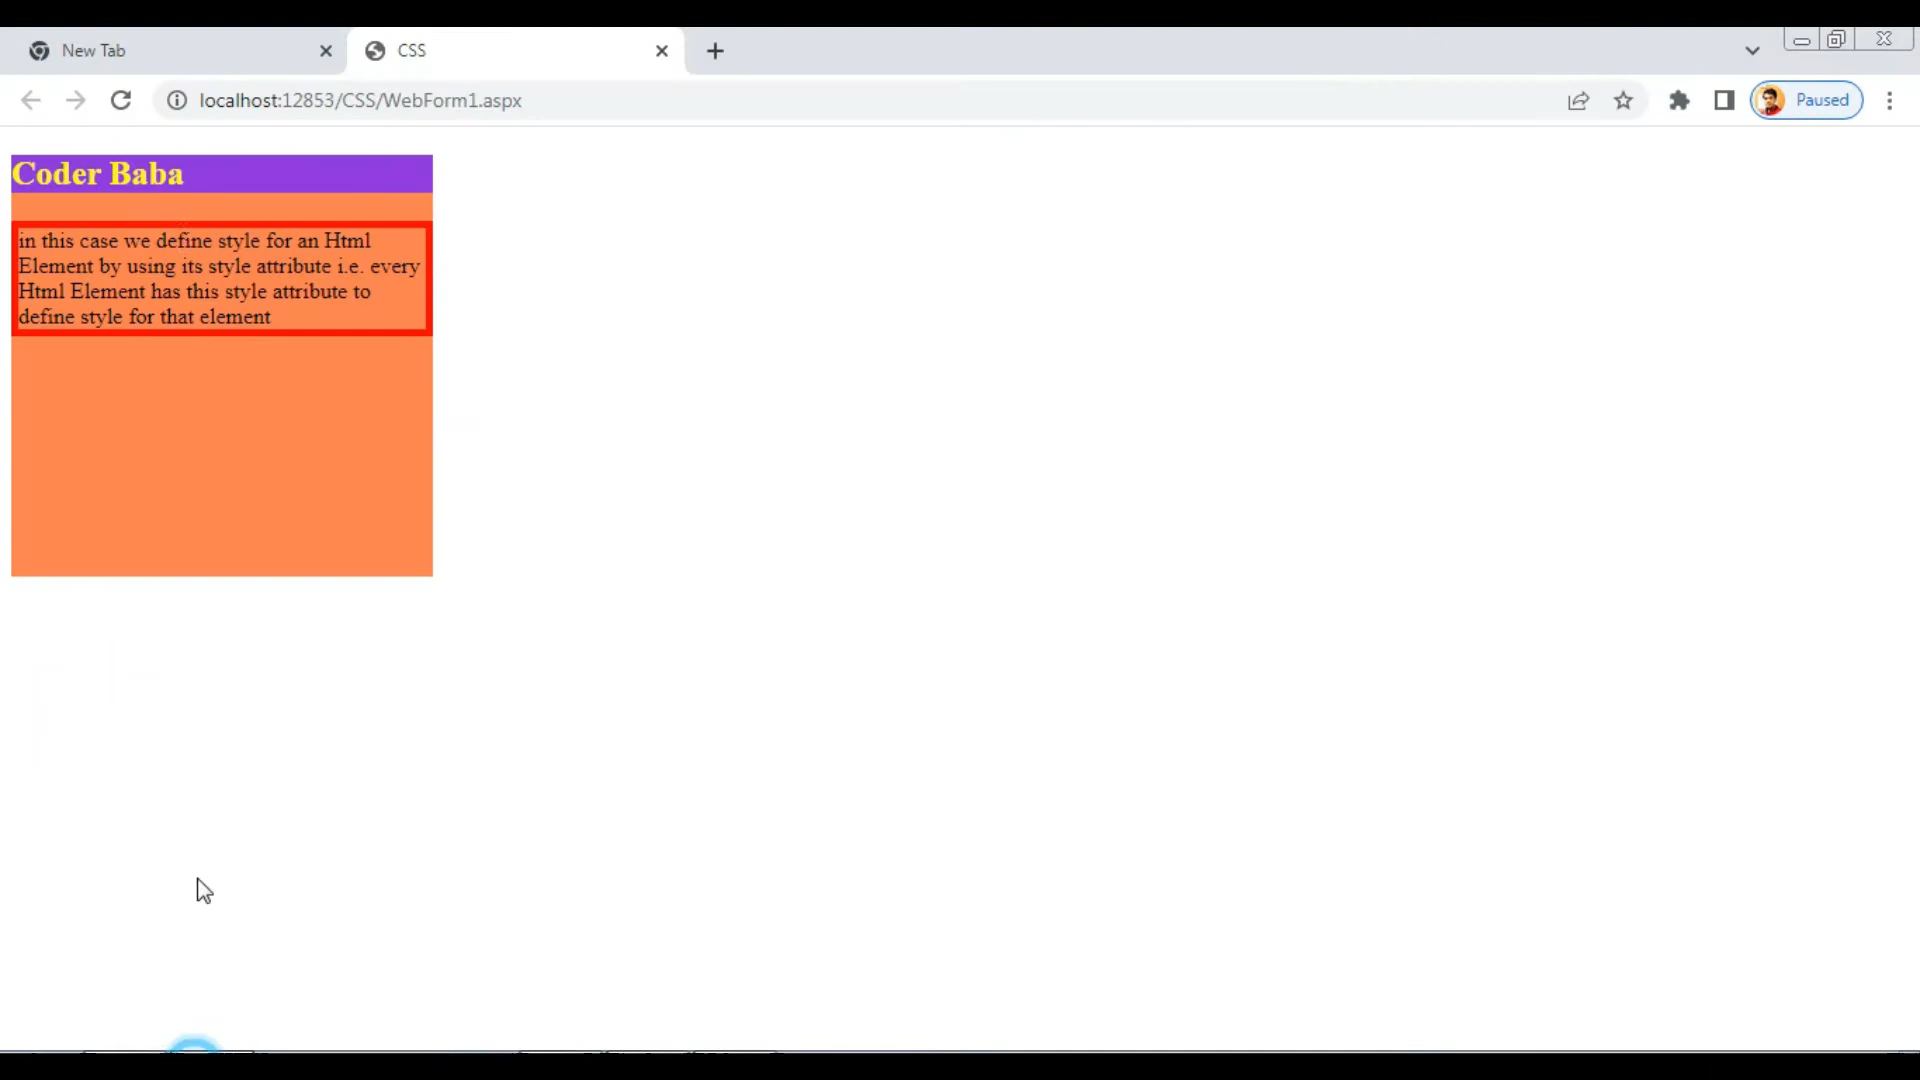 New Tab
CSS
localhost:12853/CSS/WebForm1.aspx
Paused
Coder Baba
in this case we define style for an Html
Element by using its style attribute i.e. every
Html Element has this style attribute to
define style for that element